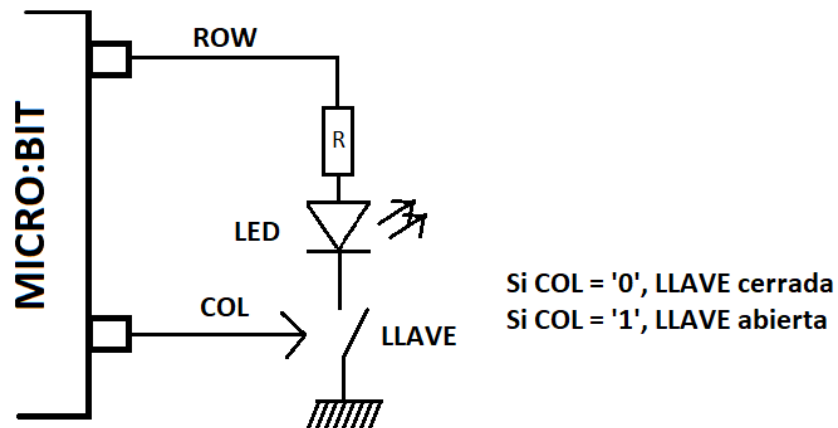 MICRO:BIT
ROW
R
LED
COL
LLAVE
Si COL = '0', LLAVE cerrada
Si COL = '1', LLAVE abierta